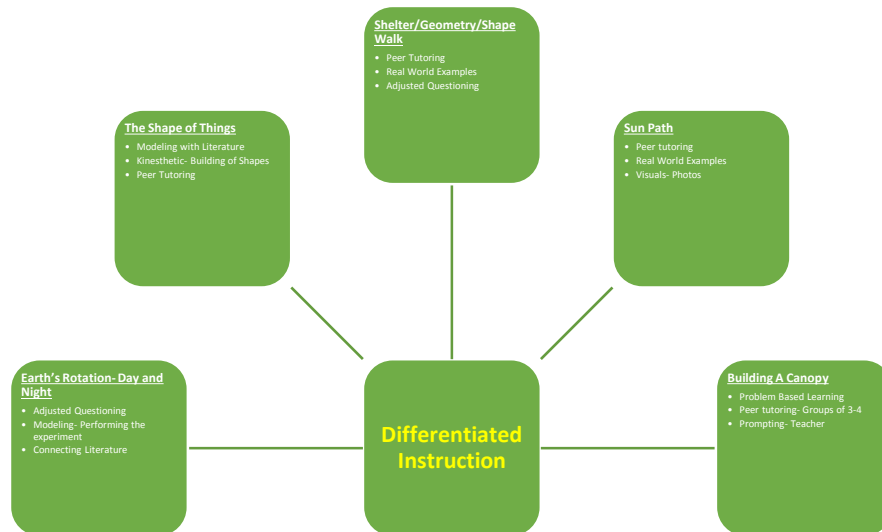 Shelter/Geometry/Shape
Walk
• Peer Tutoring
• Real World Examples
• Adjusted Questioning
The Shape of Things
• Modeling with Literature
• Kinesthetic- Building of Shapes
• Peer Tutoring
Sun Path
• Peer tutoring
• Real World Examples
• Visuals- Photos
Earth's Rotation- Day and
Night
• Adjusted Questioning
• Modeling- Performing the
experiment
• Connecting Literature
Differentiated
Instruction
Building A Canopy
• Problem Based Learning
• Peer tutoring- Groups of 3-4
• Prompting- Teacher